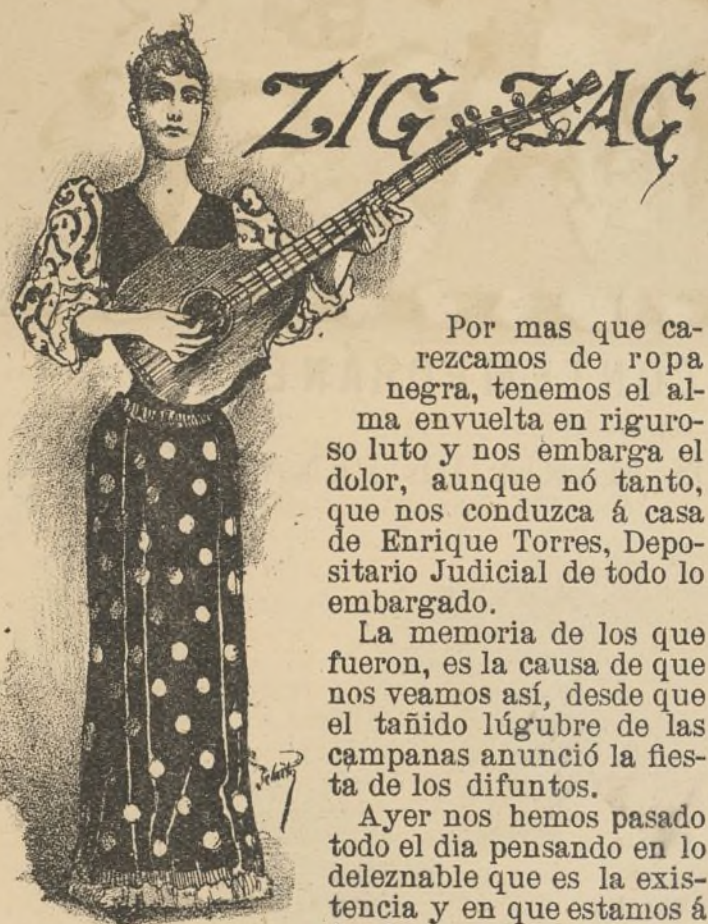 ZIG ZAG
Por mas que ca-
rezcamos de ropa
negra, tenemos el al-
ma envuelta en riguro-
so luto y nos embarga el
dolor, aunque nó tanto,
que nos conduzca á casa
de Enrique Torres, Depo-
sitario Judicial de todo lo
embargado.
La memoria de los que
fueron, es la causa de que
nos veamos así, desde que
el tañido lúgubre de las
campanas anunció la fies-
ta de los difuntos.
Ayer nos hemos pasado
todo el dia pensando en lo
deleznable que es la exis-
tencia y en que estamos á